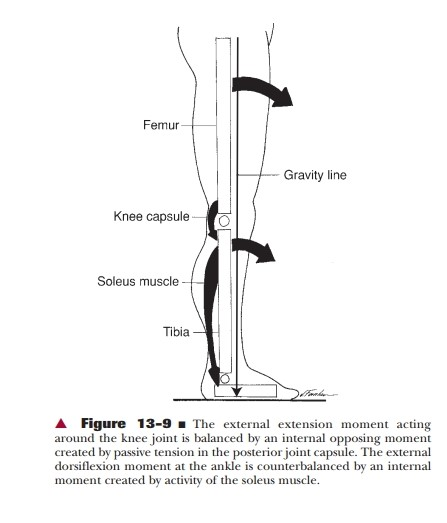 Femur
Gravity line
Knee capsule
Soleus muscle
Tibia
▲ Figure 13-9 ■ The external extension moment acting
around the knee joint is balanced by an internal opposing moment
created by passive tension in the posterior joint capsule. The external
dorsiflexion moment at the ankle is counterbalanced by an internal
moment created by activity of the soleus muscle.